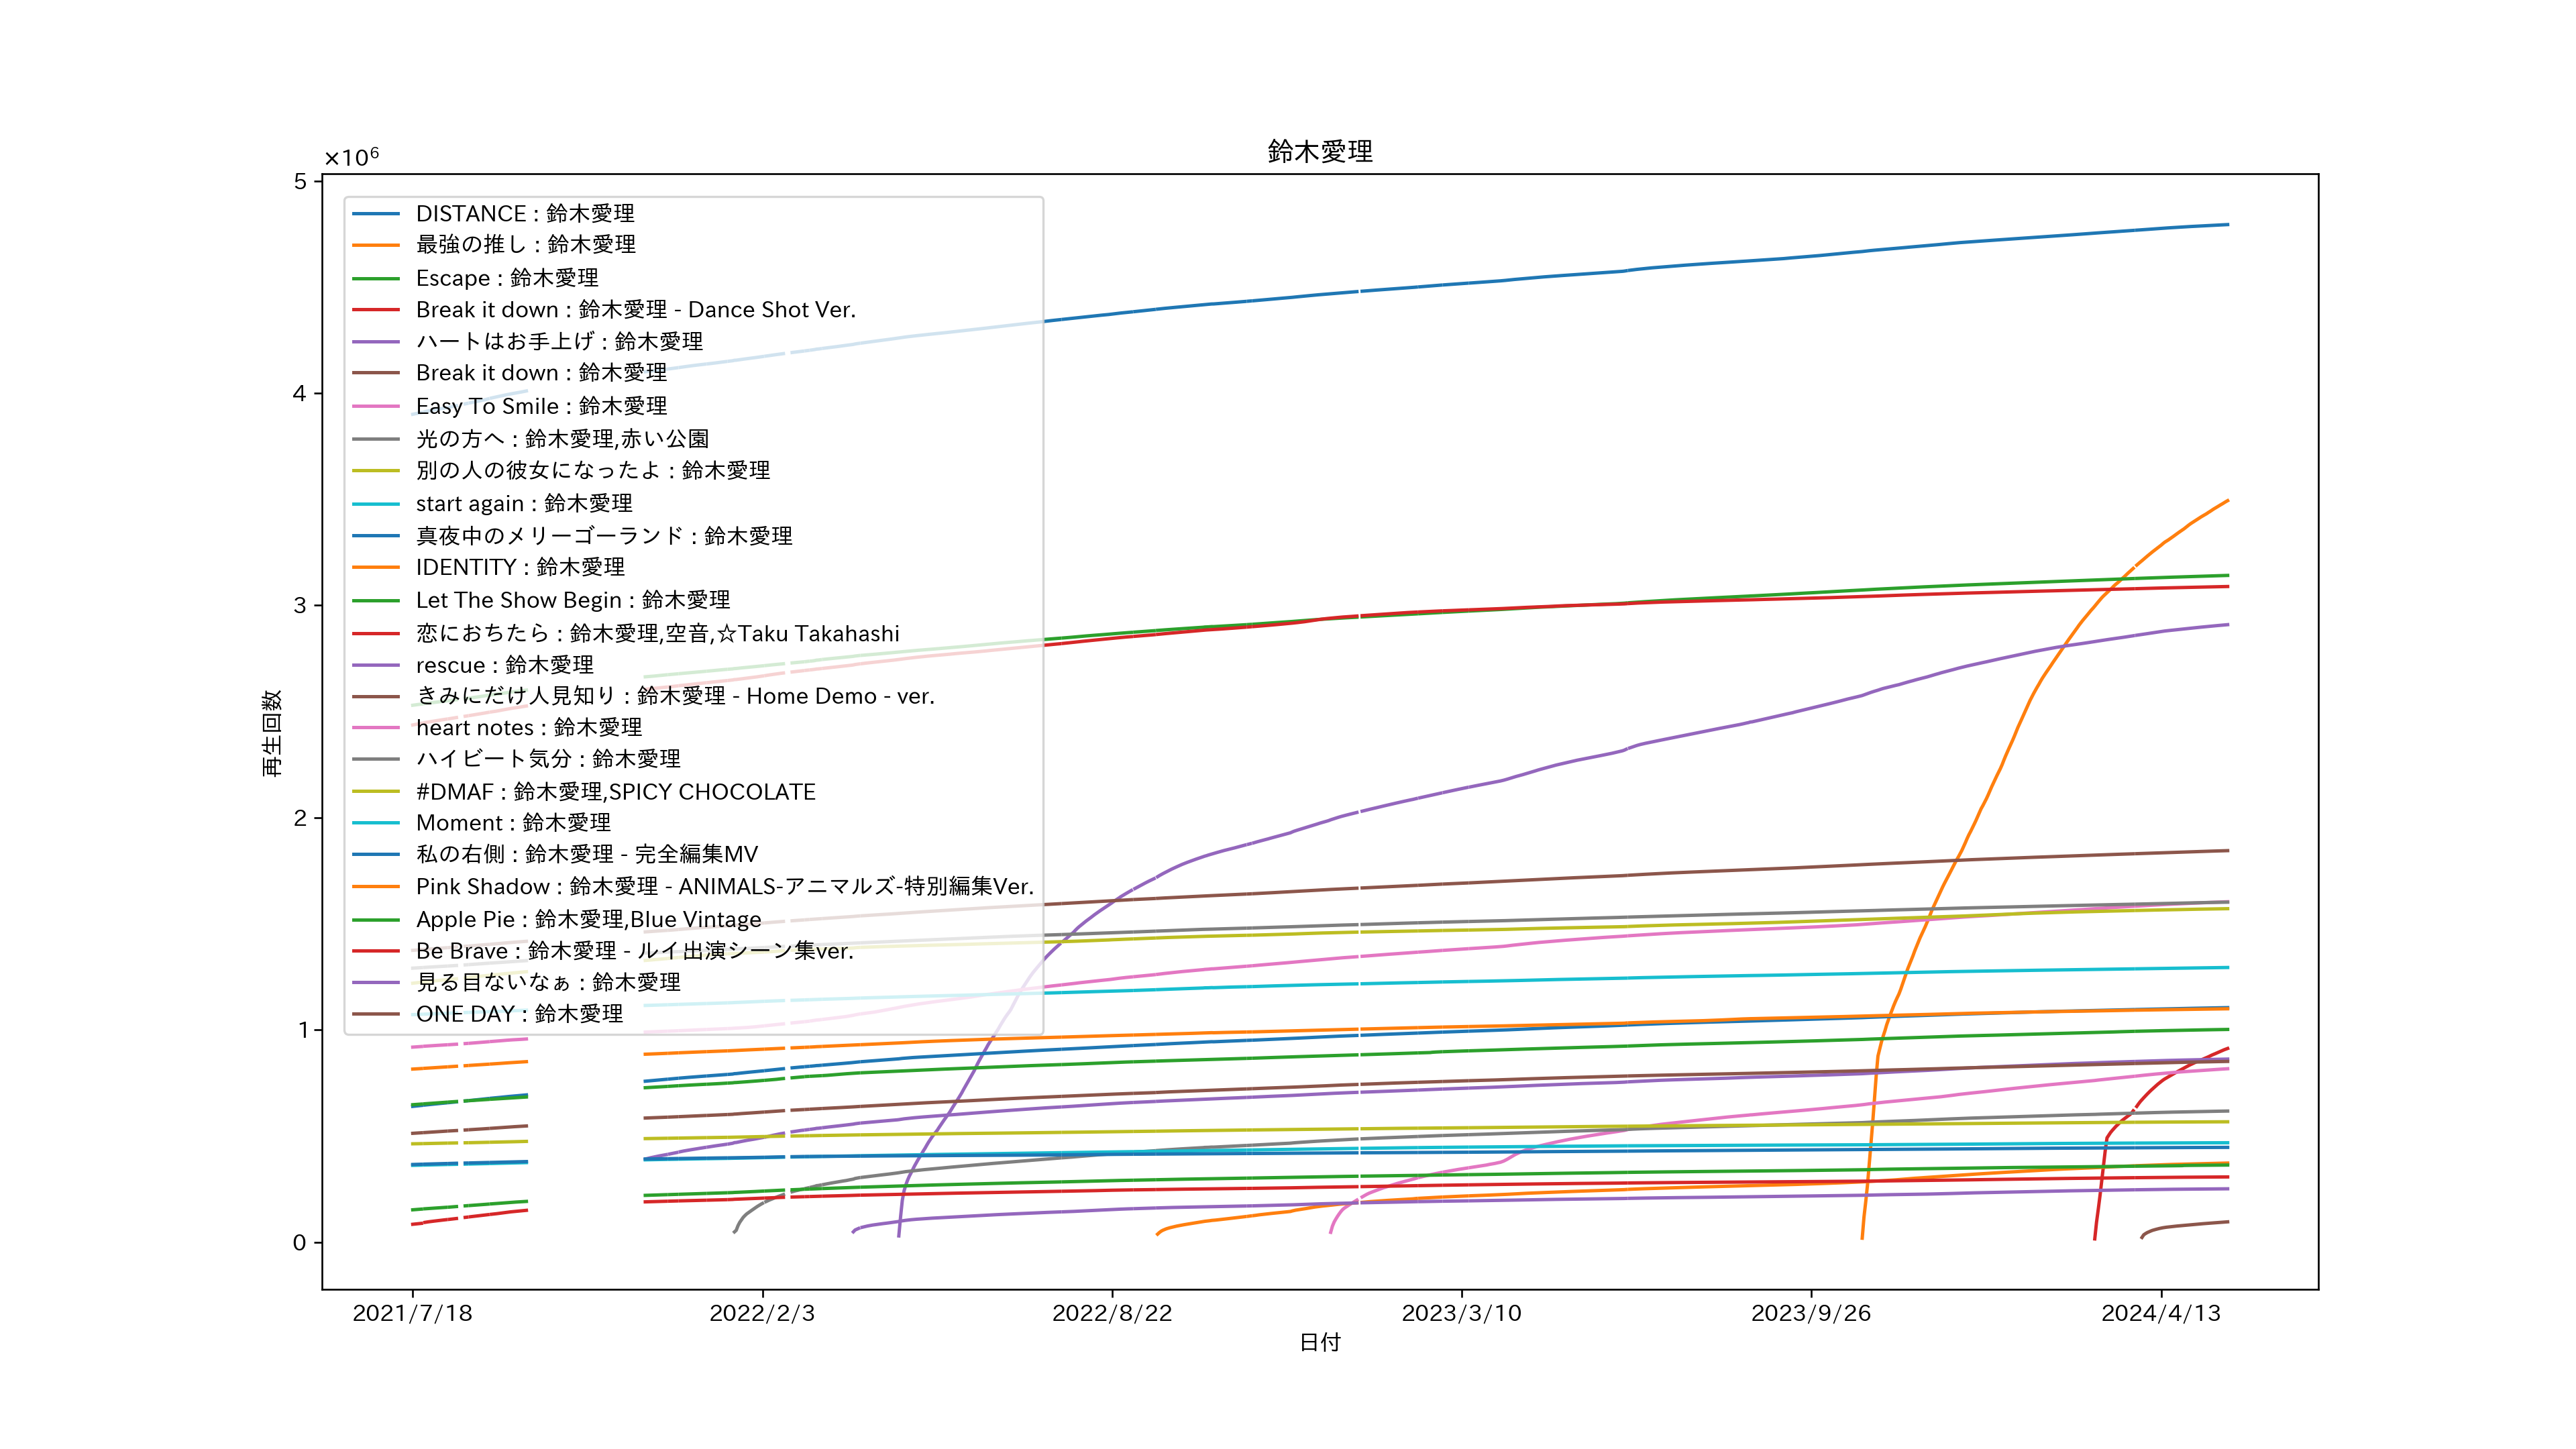 鈴木愛理
×10⁶
5
4
3
2
1
0
再生回数
DISTANCE : 鈴木愛理
最強の推し : 鈴木愛理
Escape : 鈴木愛理
Break it down : 鈴木愛理 - Dance Shot Ver.
ハートはお手上げ : 鈴木愛理
Break it down : 鈴木愛理
Easy To Smile : 鈴木愛理
光の方へ : 鈴木愛理,赤い公園
別の人の彼女になったよ : 鈴木愛理
start again : 鈴木愛理
真夜中のメリーゴーランド : 鈴木愛理
IDENTITY : 鈴木愛理
Let The Show Begin : 鈴木愛理
恋におちたら : 鈴木愛理,空音,☆Taku Takahashi
rescue : 鈴木愛理
きみにだけ人見知り : 鈴木愛理 - Home Demo - ver.
heart notes : 鈴木愛理
ハイビート気分 : 鈴木愛理
#DMAF : 鈴木愛理,SPICY CHOCOLATE
Moment : 鈴木愛理
私の右側 : 鈴木愛理 - 完全編集MV
Pink Shadow : 鈴木愛理 - ANIMALS-アニマルズ-特別編集Ver.
Apple Pie : 鈴木愛理,Blue Vintage
Be Brave : 鈴木愛理 - ルイ出演シーン集ver.
見る目ないなぁ : 鈴木愛理
ONE DAY : 鈴木愛理
2021/7/18 2022/2/3 2022/8/22 2023/3/10 2023/9/26 2024/4/13
日付